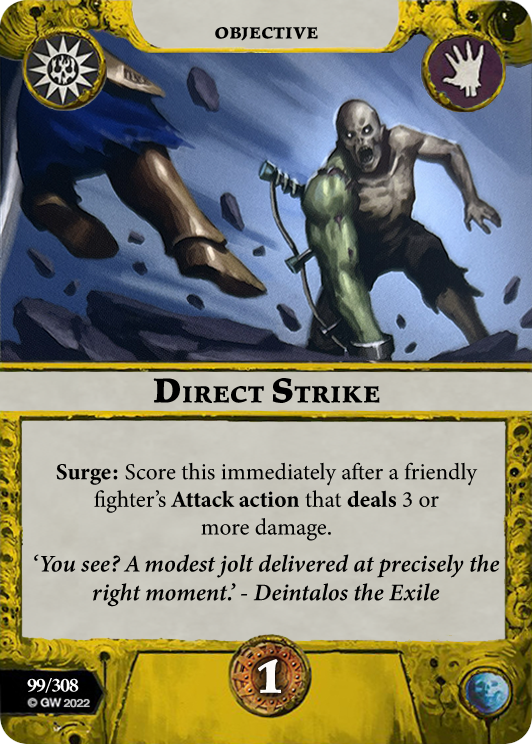 OBJECTIVE
DIRECT STRIKE
Surge: Score this immediately after a friendly
fighter’s Attack action that deals 3 or
more damage.
‘You see? A modest jolt delivered at precisely the
right moment.’ - Deintalos the Exile
1
99/308
© GW 2022